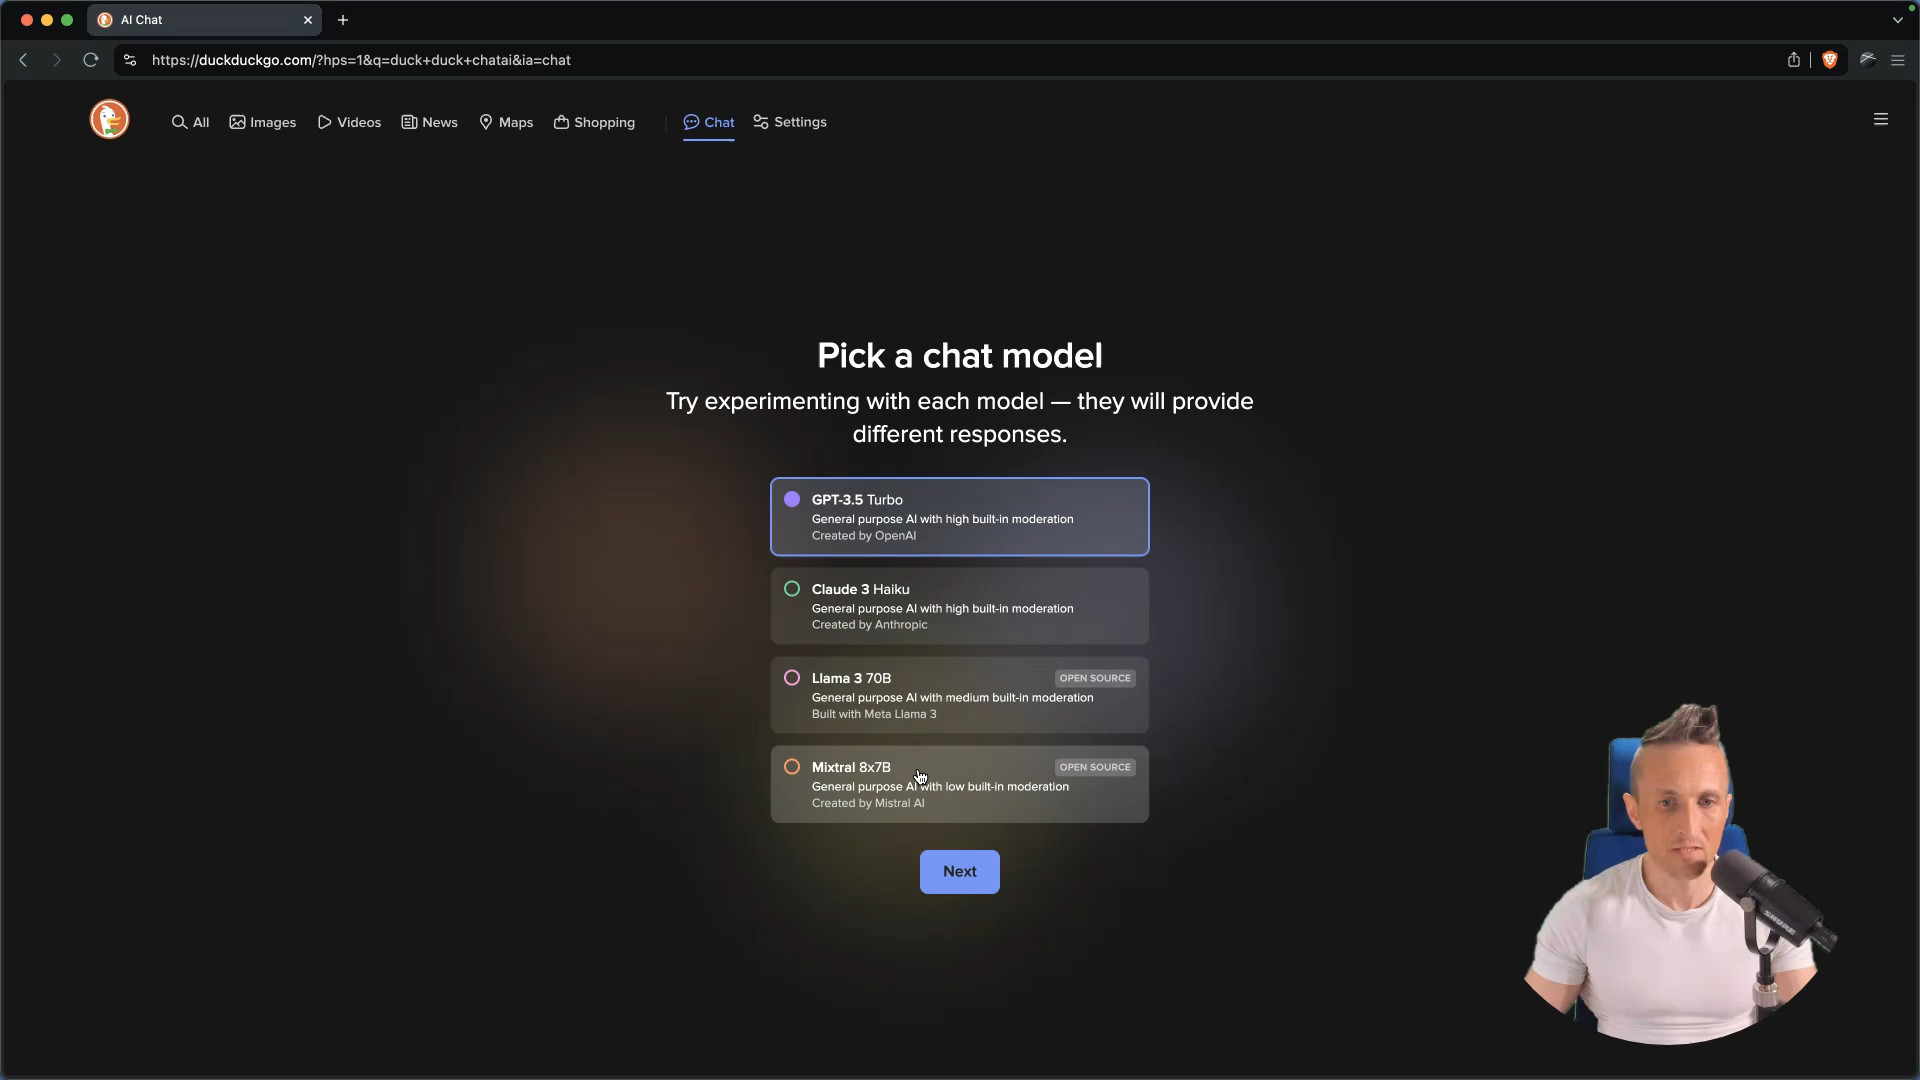 AI Chat
https://duckduckgo.com/?hps=1&q=duck+duck+chatai&ia=chat
All Images Videos News Maps Shopping Chat Settings
Pick a chat model
Try experimenting with each model — they will provide
different responses.
GPT-3.5 Turbo
General purpose AI with high built-in moderation
Created by OpenAI
Claude 3 Haiku
General purpose AI with high built-in moderation
Created by Anthropic
Llama 3 70B OPEN SOURCE
General purpose AI with medium built-in moderation
Built with Meta Llama 3
Mixtral 8x7B OPEN SOURCE
General purpose AI with low built-in moderation
Created by Mistral AI
Next
SHURE